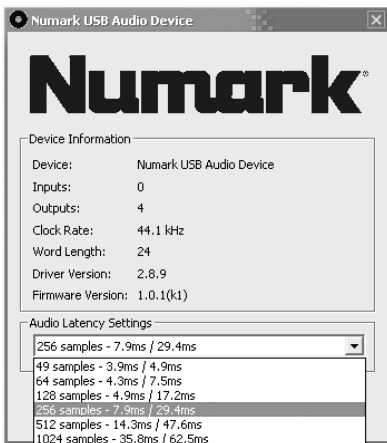 Numark USB Audio Device
Numark
Device Information
Device: Numark USB Audio Device
Inputs: 0
Outputs: 4
Clock Rate: 44.1 kHz
Word Length: 24
Driver Version: 2.8.9
Firmware Version: 1.0.1(k1)
Audio Latency Settings
256 samples - 7.9ms / 29.4ms
49 samples - 3.9ms / 4.9ms
64 samples - 4.3ms / 7.5ms
128 samples - 4.9ms / 17.2ms
256 samples - 7.9ms / 29.4ms
512 samples - 14.3ms / 47.6ms
1024 samples - 35.8ms / 62.5ms